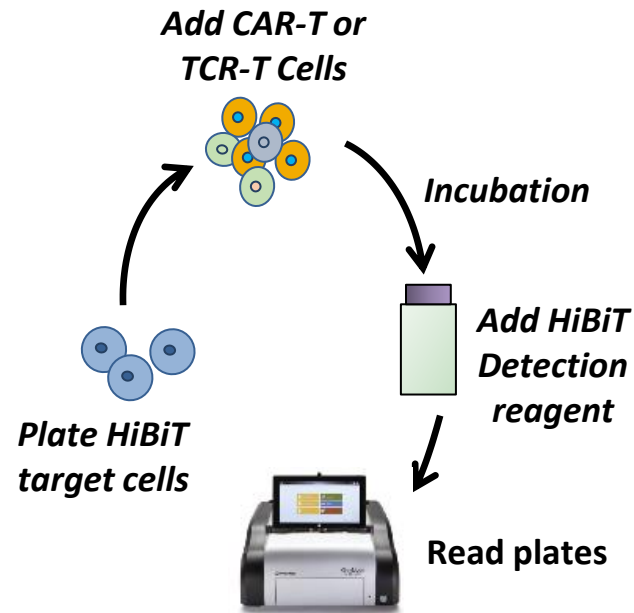 Add CAR-T or
TCR-T Cells
Incubation
Add HiBiT
Detection
reagent
Plate HiBiT
target cells
Read plates